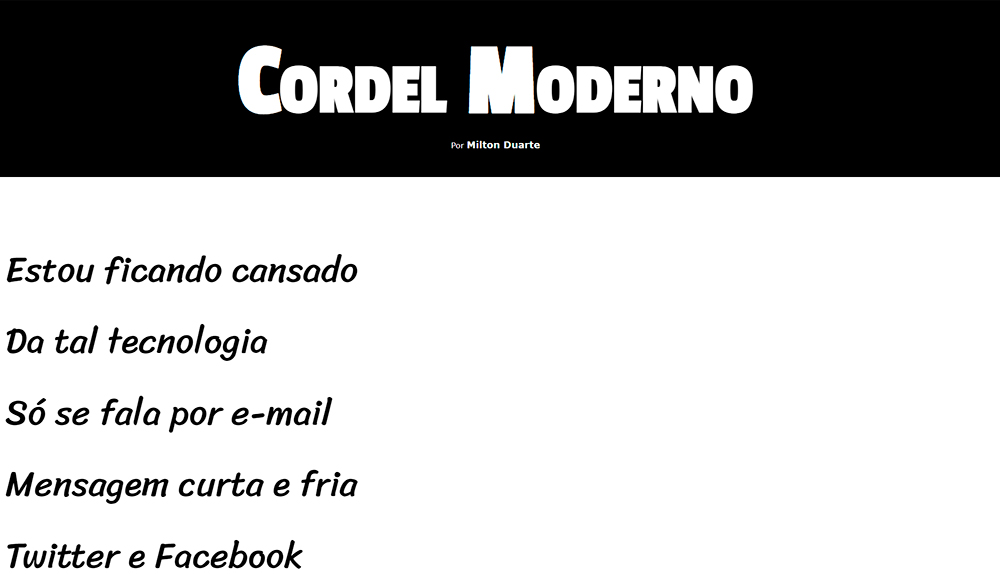 Cordel Moderno
Por Milton Duarte
Estou ficando cansado
Da tal tecnologia
Só se fala por e-mail
Mensagem curta e fria
Twitter e Facebook